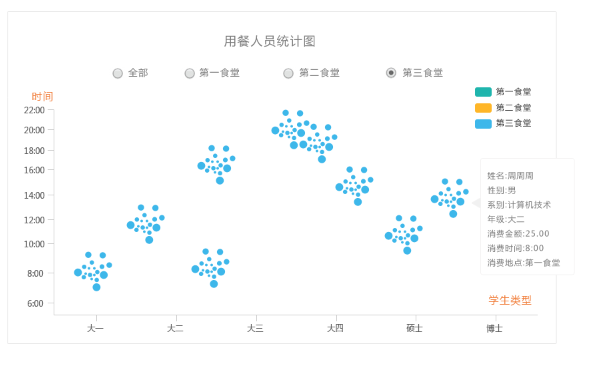 用餐人员统计图
全部 第一食堂 第二食堂 第三食堂
时间
第一食堂
第二食堂
第三食堂
22:00
20:00
18:00
16:00
14:00
12:00
10:00
8:00
6:00
姓名:周周周
性别:男
系别:计算机技术
年级:大二
消费金额:25.00
消费时间:8:00
消费地点:第一食堂
学生类型
大一 大二 大三 大四 硕士 博士